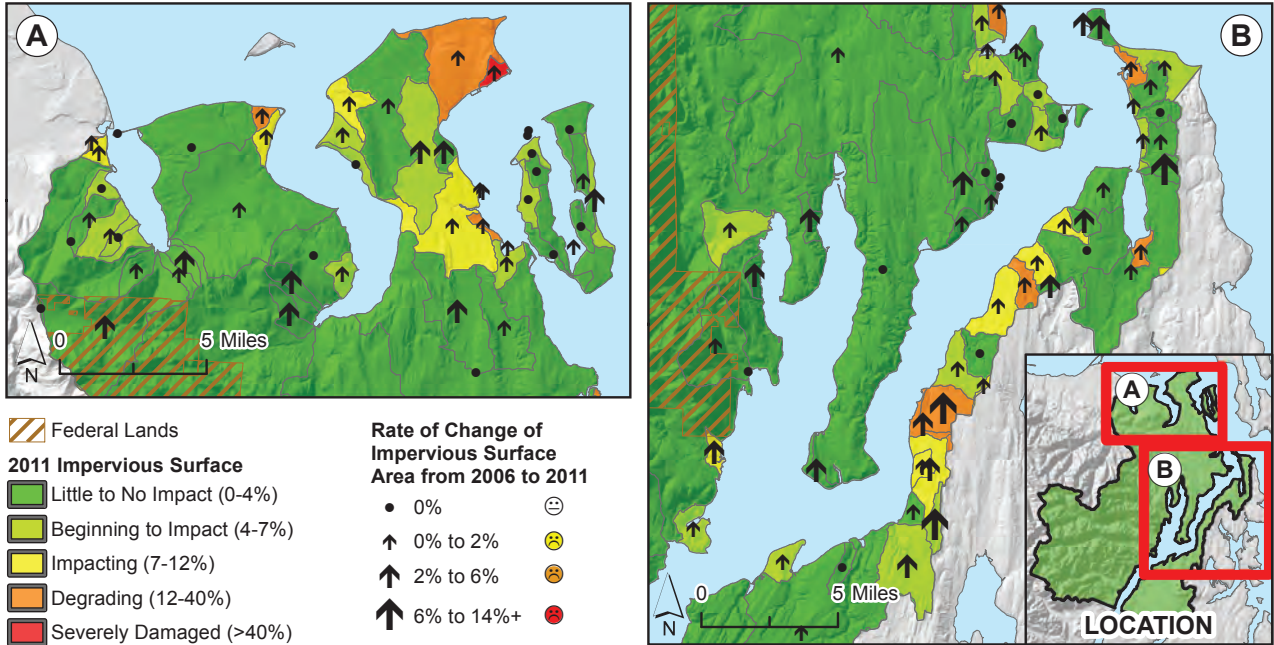 A
0
5 Miles
N
B
0
5 Miles
N
A
B
LOCATION
Federal Lands
2011 Impervious Surface
Little to No Impact (0-4%)
Beginning to Impact (4-7%)
Impacting (7-12%)
Degrading (12-40%)
Severely Damaged (>40%)
Rate of Change of
Impervious Surface
Area from 2006 to 2011
0%
0% to 2%
2% to 6%
6% to 14%+